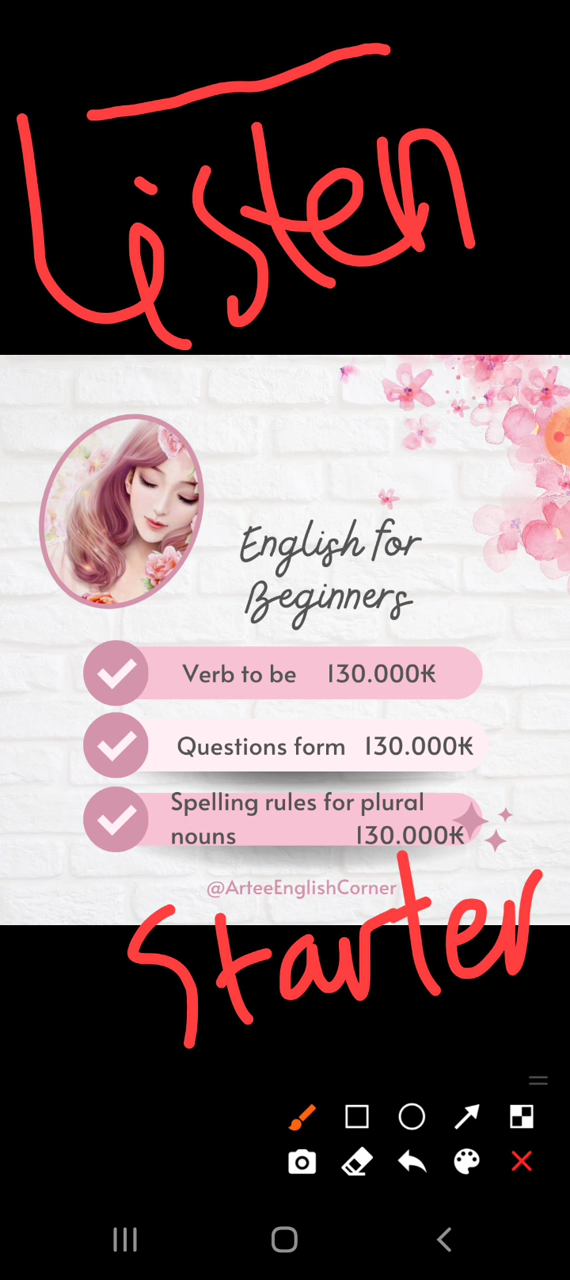 Listen
English for
Beginners
Verb to be 130.000₭
Questions form 130.000₭
Spelling rules for plural
nouns 130.000₭
@ArteeEnglishCorner
Starter